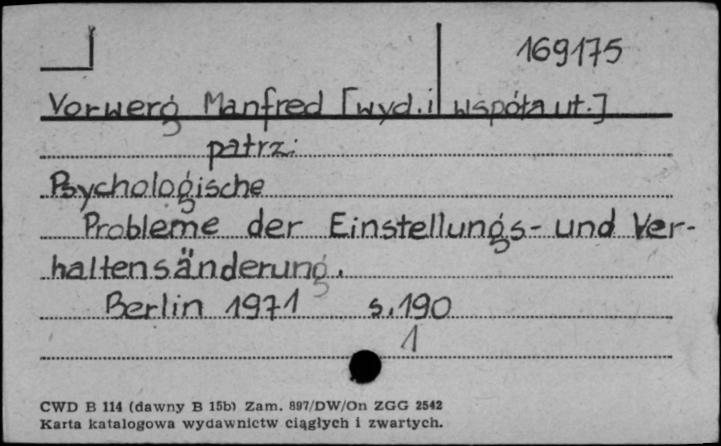 169175
Vorwerg Manfred [wyd. i współaut.]
patrz:
Psychologische
Probleme der Einstellungs- und Ver-
haltensänderung.
Berlin 1971 s. 190
1
CWD B 114 (dawny B 15b) Zam. 897/DW/On ZGG 2542
Karta katalogowa wydawnictw ciągłych i zwartych.